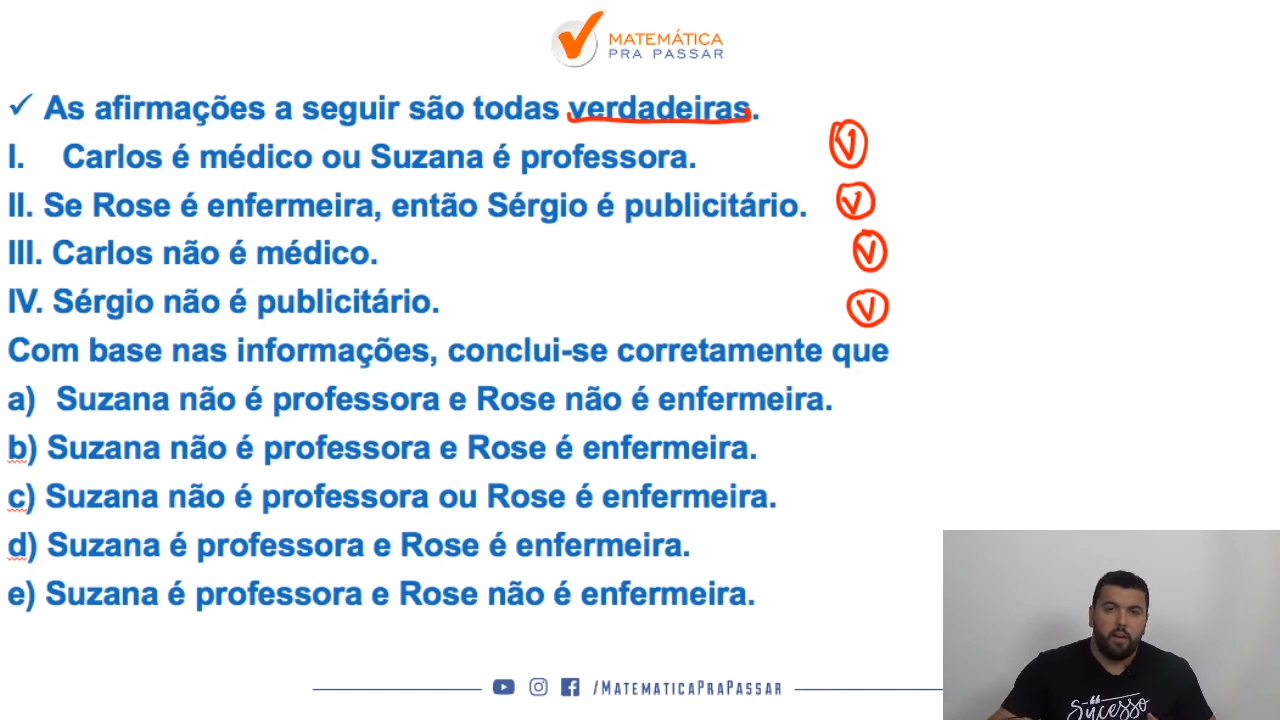 MATEMÁTICA
PRA PASSAR
✓ As afirmações a seguir são todas verdadeiras.
I. Carlos é médico ou Suzana é professora. V
II. Se Rose é enfermeira, então Sérgio é publicitário. V
III. Carlos não é médico. V
IV. Sérgio não é publicitário. V
Com base nas informações, conclui-se corretamente que
a) Suzana não é professora e Rose não é enfermeira.
b) Suzana não é professora e Rose é enfermeira.
c) Suzana não é professora ou Rose é enfermeira.
d) Suzana é professora e Rose é enfermeira.
e) Suzana é professora e Rose não é enfermeira.
/MATEMATICAPRAPASSAR
Sucesso